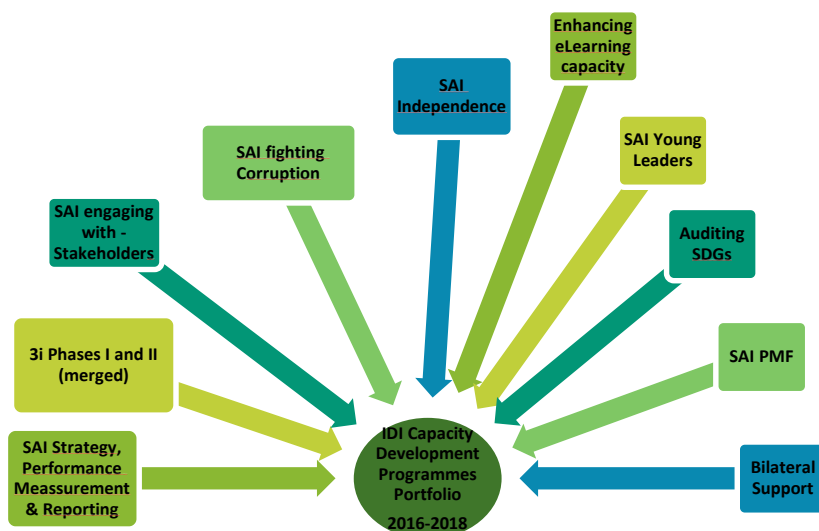 Enhancing
eLearning
capacity
SAI
Independence
SAI Young
Leaders
SAI fighting
Corruption
SAI engaging
with -
Stakeholders
Auditing
SDGs
3i Phases I and II
(merged)
SAI PMF
SAI Strategy,
Performance
Meassurement
& Reporting
IDI Capacity
Development
Programmes
Portfolio
2016-2018
Bilateral
Support